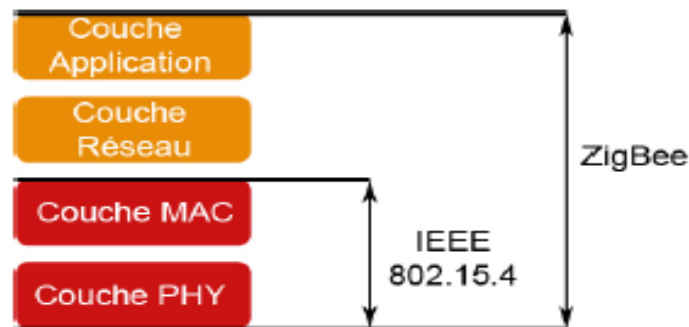 Couche
Application
Couche
Réseau
ZigBee
Couche MAC
IEEE
802.15.4
Couche PHY